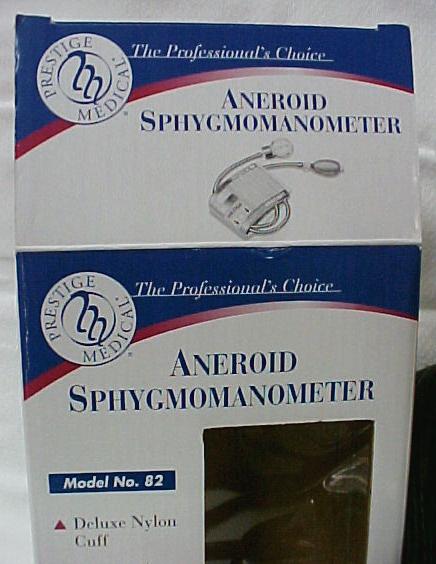 PRESTIGE MEDICAL
The Professional's Choice
ANEROID
SPHYGMOMANOMETER
PRESTIGE MEDICAL
The Professional's Choice
ANEROID
SPHYGMOMANOMETER
Model No. 82
▲ Deluxe Nylon
Cuff